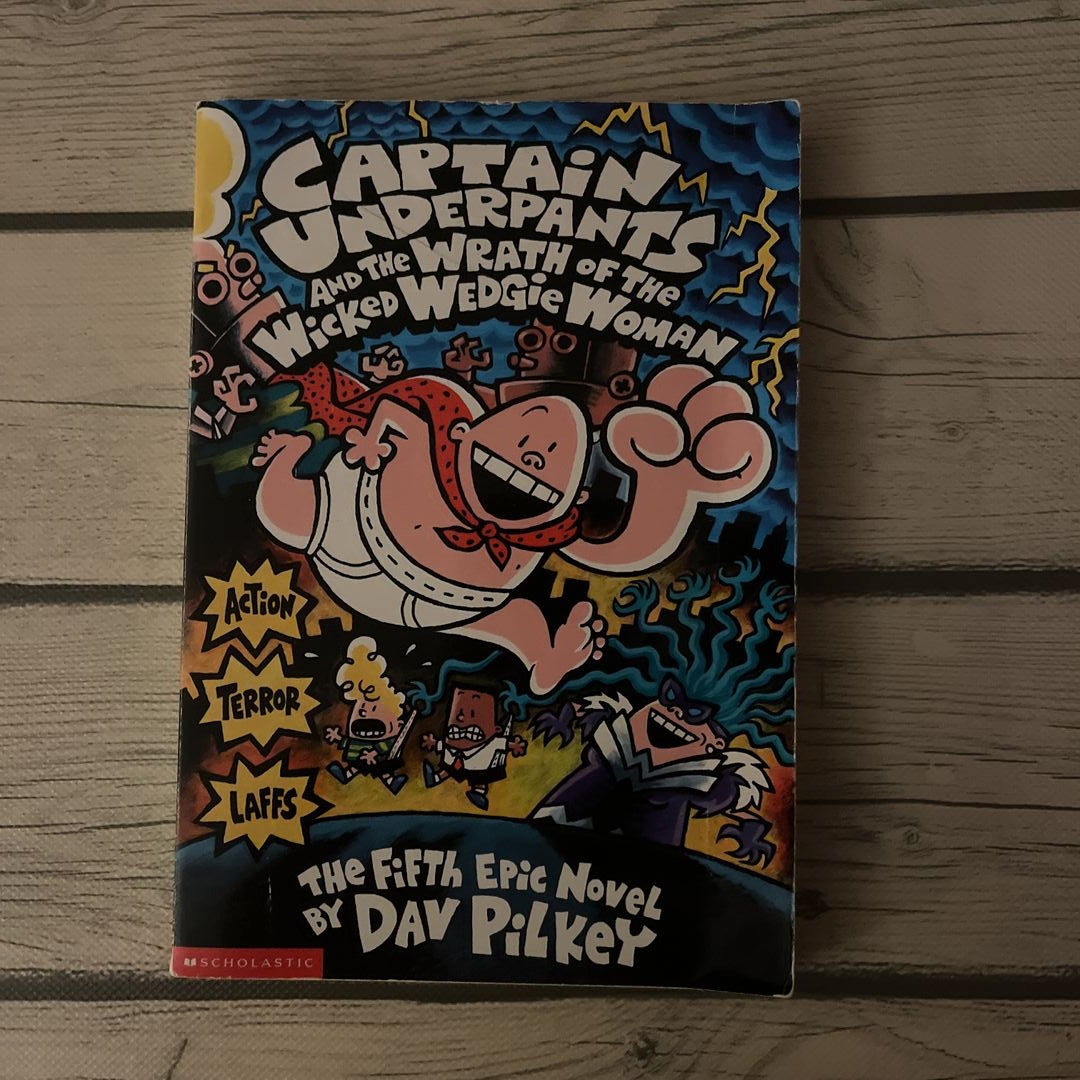 CAPTAiN
UNDERPANTS
AND THE WRATH OF THE
WicKED WEDGiE WOMAN
AcTiON
TERROR
LAFFS
THE FiFTh EPiC NOVEL
BY DAV PiLKEY
SCHOLASTIC